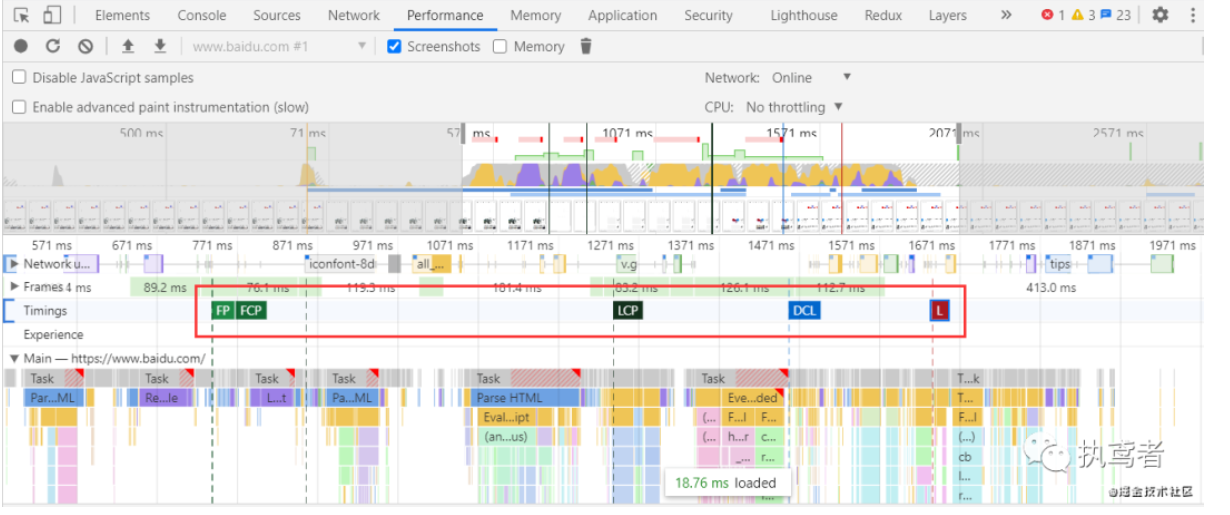 Elements Console Sources Network Performance Memory Application Security Lighthouse Redux Layers » 1 3 23
www.baidu.com #1 Screenshots Memory
Disable JavaScript samples Network: Online
Enable advanced paint instrumentation (slow) CPU: No throttling
500 ms 71 ms 57 ms 1071 ms 1571 ms 2071 ms 2571 ms
571 ms 671 ms 771 ms 871 ms 971 ms 1071 ms 1171 ms 1271 ms 1371 ms 1471 ms 1571 ms 1671 ms 1771 ms 1871 ms 1971 ms
Network u... iconfont-8d all_... v.g tips
Frames 4 ms 89.2 ms 76.1 ms 119.3 ms 181.4 ms 83.2 ms 126.1 ms 112.7 ms 413.0 ms
Timings FP FCP LCP DCL L
Experience
Main — https://www.baidu.com/
Task Task Task Task Task Task T...k
Par...ML Re...le L...t Pa...ML Parse HTML Eve...ded T...
Eval...ipt (... F...l F... F...l
(an...us) (... h...r c... (...)
_... r... cb
l...
r...
18.76 ms loaded
执鸢者
@掘金技术社区